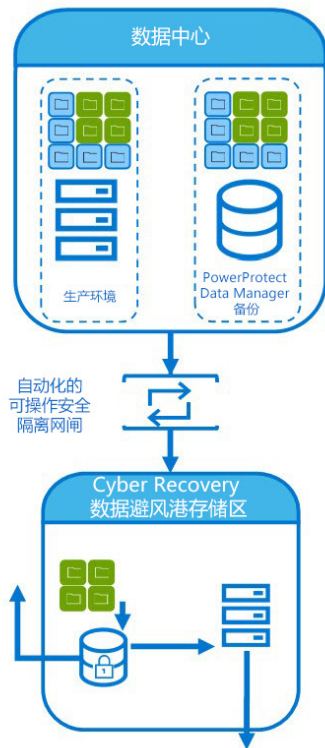 数据中心
生产环境
PowerProtect
Data Manager
备份
自动化的
可操作安全
隔离网闸
Cyber Recovery
数据避风港存储区